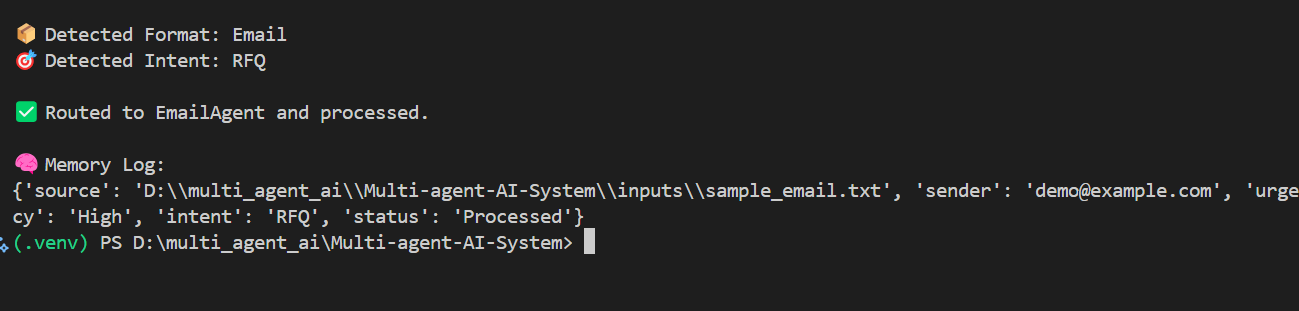 📦 Detected Format: Email
🎯 Detected Intent: RFQ
✅ Routed to EmailAgent and processed.
🧠 Memory Log:
{'source': 'D:\\multi_agent_ai\\Multi-agent-AI-System\\inputs\\sample_email.txt', 'sender': 'demo@example.com', 'urge
cy': 'High', 'intent': 'RFQ', 'status': 'Processed'}
(.venv) PS D:\multi_agent_ai\Multi-agent-AI-System>